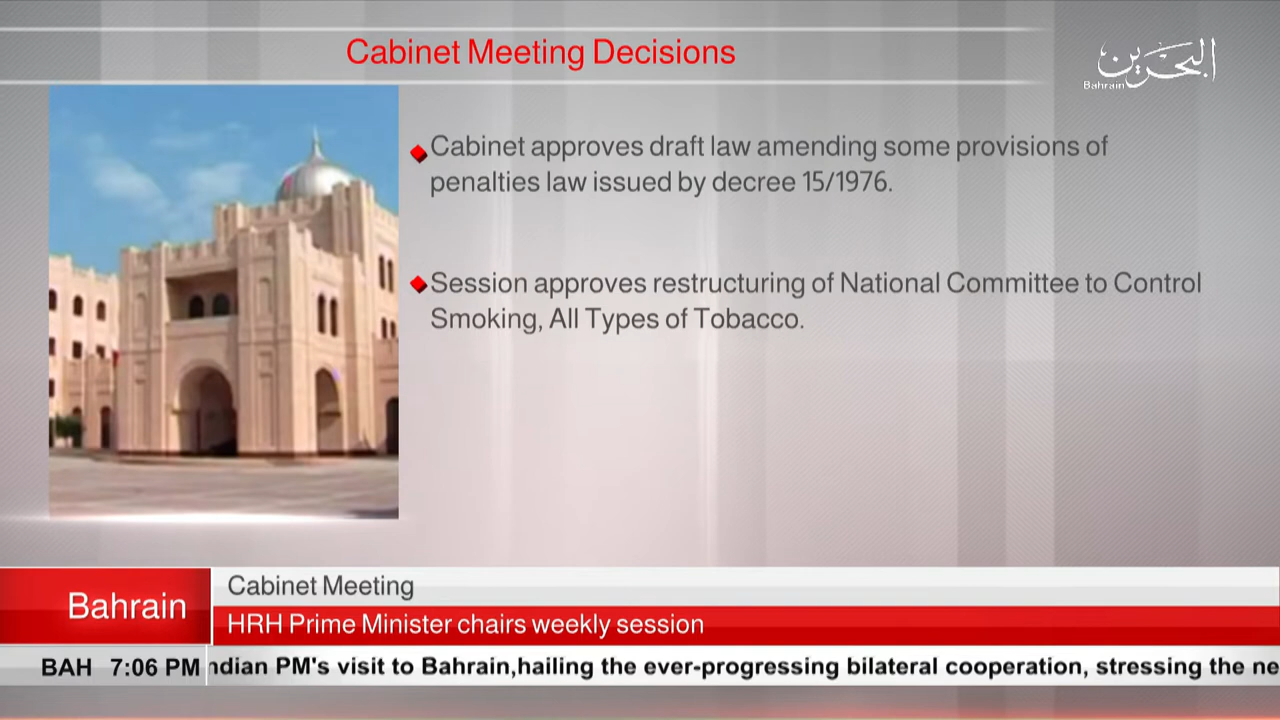 Cabinet Meeting Decisions
البحرين
Bahrain
Cabinet approves draft law amending some provisions of
penalties law issued by decree 15/1976.
Session approves restructuring of National Committee to Control
Smoking, All Types of Tobacco.
Cabinet Meeting
Bahrain
HRH Prime Minister chairs weekly session
BAH 7:06 PM ndian PM's visit to Bahrain,hailing the ever-progressing bilateral cooperation, stressing the ne